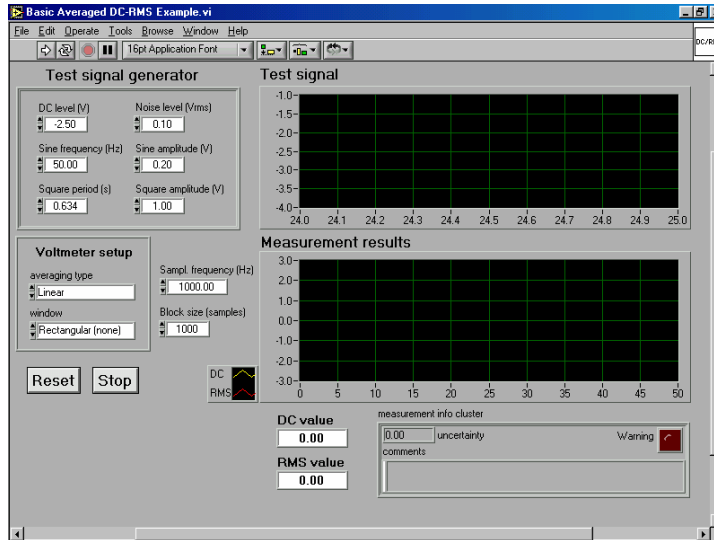 Basic Averaged DC-RMS Example.vi
File Edit Operate Tools Browse Window Help
16pt Application Font
Test signal generator
DC level (V)
Noise level (Vrms)
-2.50
0.10
Sine frequency (Hz)
Sine amplitude (V)
50.00
0.20
Square period (s)
Square amplitude (V)
0.634
1.00
Test signal
-1.0
-1.5
-2.0
-2.5
-3.0
-3.5
-4.0
24.0 24.1 24.2 24.3 24.4 24.5 24.6 24.7 24.8 24.9 25.0
Voltmeter setup
averaging type
Linear
window
Rectangular (none)
Sampl. frequency (Hz)
1000.00
Block size (samples)
1000
Reset
Stop
Measurement results
3.0
2.0
1.0
0.0
-1.0
-2.0
-3.0
0 5 10 15 20 25 30 35 40 45 50
DC
RMS
DC value
0.00
RMS value
0.00
measurement info cluster
0.00 uncertainty
Warning
comments